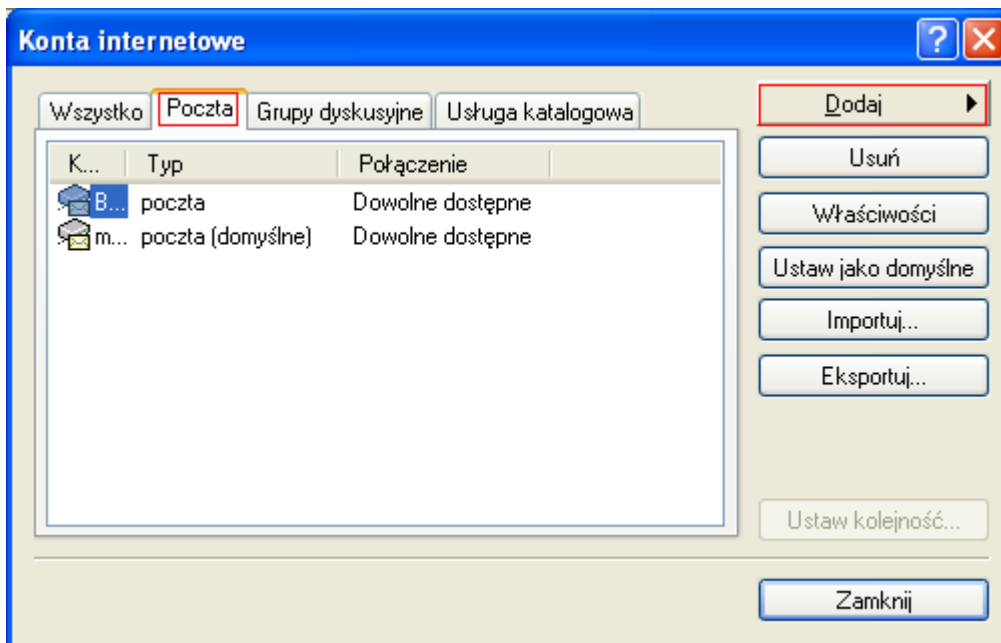 Konta internetowe
Wszystko Poczta Grupy dyskusyjne Usługa katalogowa
K... Typ Połączenie
B... poczta Dowolne dostępne
m... poczta (domyślne) Dowolne dostępne
Dodaj
Usuń
Właściwości
Ustaw jako domyślne
Importuj...
Eksportuj...
Ustaw kolejność...
Zamknij